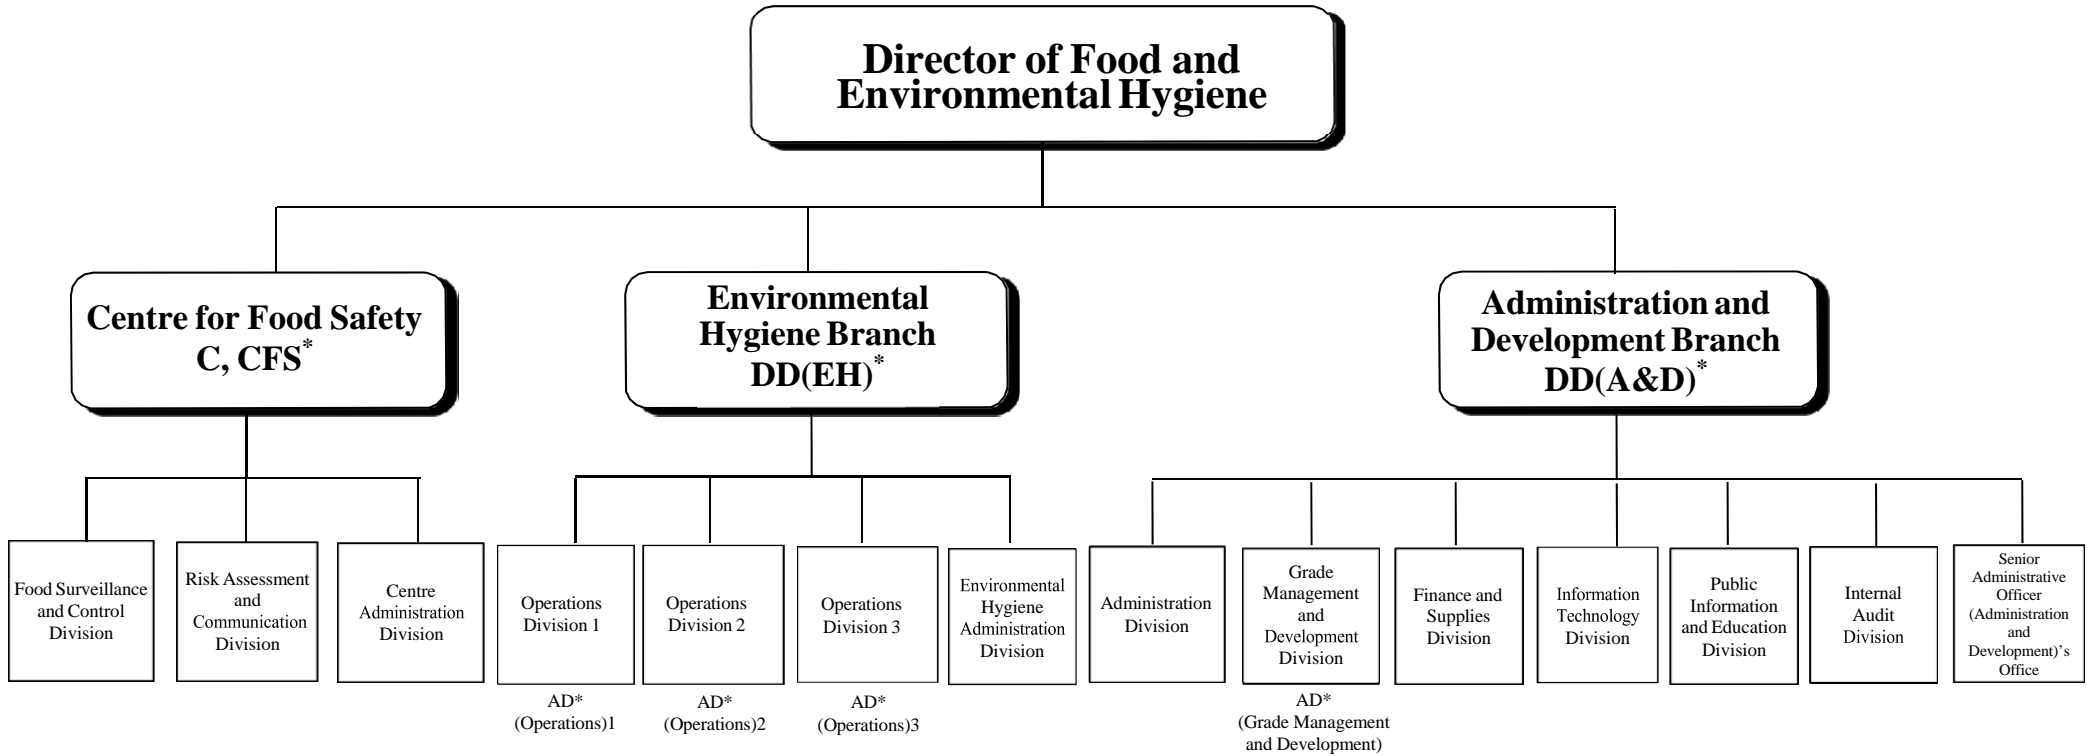 Director of Food and
Environmental Hygiene
Centre for Food Safety
C, CFS*
Environmental
Hygiene Branch
DD(EH)*
Administration and
Development Branch
DD(A&D)*
Food Surveillance
and Control
Division
Risk Assessment
and
Communication
Division
Centre
Administration
Division
Operations
Division 1
AD*
(Operations)1
Operations
Division 2
AD*
(Operations)2
Operations
Division 3
AD*
(Operations)3
Environmental
Hygiene
Administration
Division
Administration
Division
Grade
Management
and
Development
Division
AD*
(Grade Management
and Development)
Finance and
Supplies
Division
Information
Technology
Division
Public
Information
and Education
Division
Internal
Audit
Division
Senior
Administrative
Officer
(Administration
and
Development)’s
Office